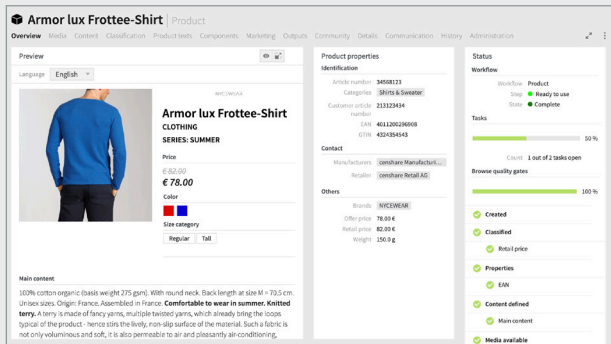 Armor lux Frottee-Shirt | Product
Overview Media Content Classification Product texts Components Marketing Outputs Community Details Communication History Administration
Preview
Language English
NYCEWEAR
Armor lux Frottee-Shirt
CLOTHING
SERIES: SUMMER
Price
€ 82.00
€ 78.00
Color
Size category
Regular Tall
Main content
100% cotton organic (basis weight 275 gsm). With round neck. Back length at size M = 70.5 cm.
Unisex sizes. Origin: France. Assembled in France. Comfortable to wear in summer. Knitted
terry. A terry is made of fancy yarns, multiple twisted yarns, which already bring the loops
typical of the product - hence stirs the lively, non-slip surface of the material. Such a fabric is
not only voluminous and soft, it is also permeable to air and pleasantly air-conditioning,
Product properties
Identification
Article number 34568123
Categories Shirts & Sweater
Customer article number 213123434
EAN 4011200296908
GTIN 4324354543
Contact
Manufacturers censhare Manufacturi...
Retailer censhare Retail AG
Others
Brands NYCEWEAR
Offer price 78.00 €
Retail price 82.00 €
Weight 150.0 g
Status
Workflow
Workflow Product
Step Ready to use
State Complete
Tasks
50 %
Count 1 out of 2 tasks open
Browse quality gates
100 %
Created
Classified
Retail price
Properties
EAN
Content defined
Main content
Media available